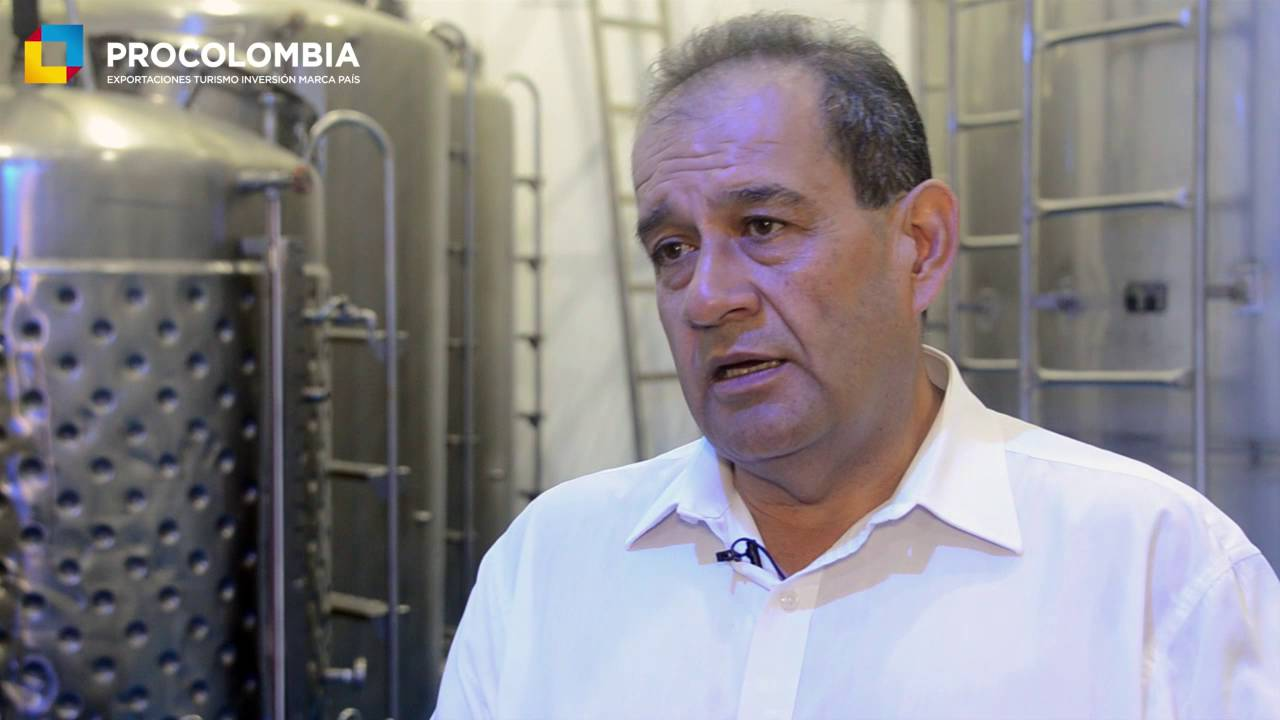 PROCOLOMBIA
EXPORTACIONES TURISMO INVERSIÓN MARCA PAÍS